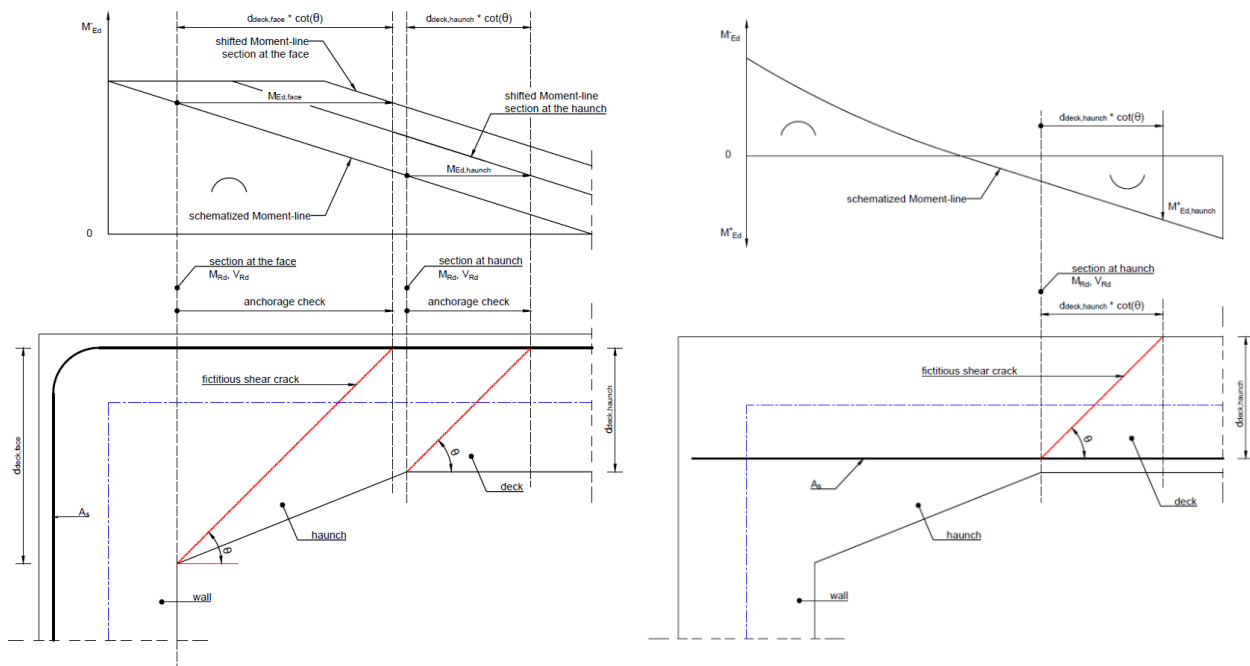 ddeck,face * cot(θ)
ddeck,haunch * cot(θ)
M-Ed
shifted Moment-line
section at the face
MEd,face
shifted Moment-line
section at the haunch
MEd,haunch
schematized Moment-line
0
section at the face
MRd, VRd
section at haunch
MRd, VRd
anchorage check
anchorage check
fictitious shear crack
ddeck,face
ddeck,haunch
θ
deck
As
haunch
θ
wall
M-Ed
ddeck,haunch * cot(θ)
0
schematized Moment-line
M+Ed,haunch
M+Ed
section at haunch
MRd, VRd
ddeck,haunch * cot(θ)
fictitious shear crack
ddeck,haunch
θ
As
deck
haunch
wall